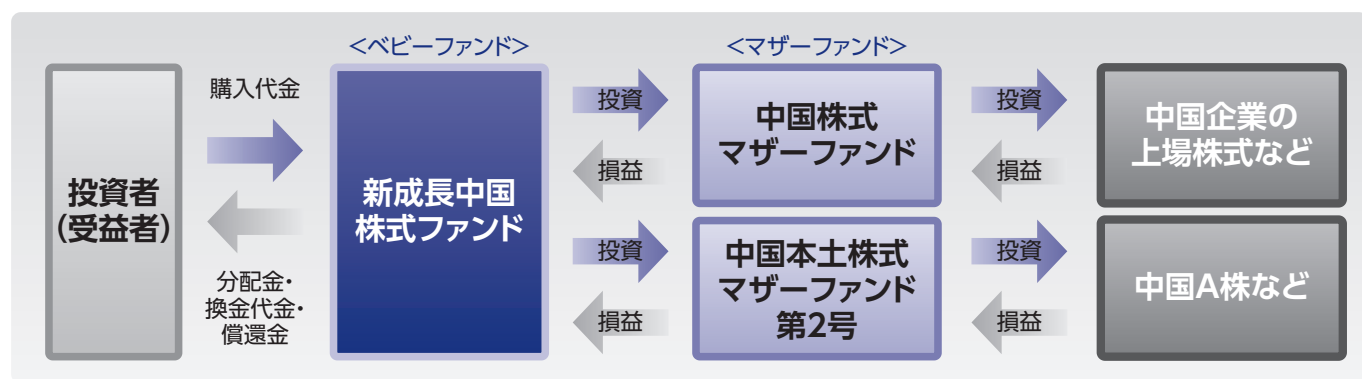 <ベビーファンド>
<マザーファンド>
投資者
(受益者)
購入代金
分配金・
換金代金・
償還金
新成長中国
株式ファンド
投資
損益
投資
損益
中国株式
マザーファンド
中国本土株式
マザーファンド
第2号
投資
損益
投資
損益
中国企業の
上場株式など
中国A株など